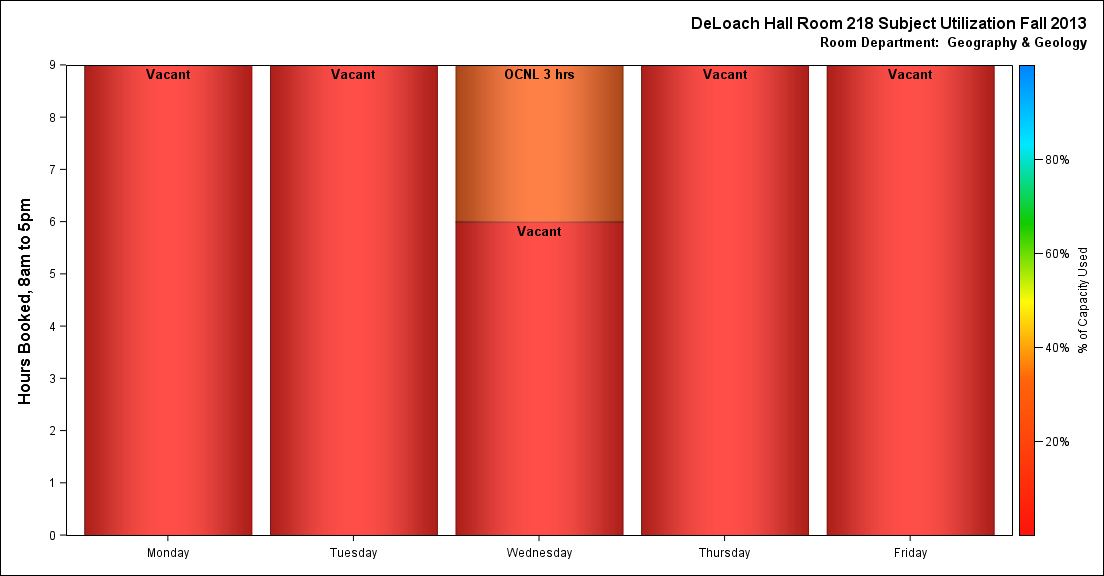 DeLoach Hall Room 218 Subject Utilization Fall 2013
Room Department:  Geography & Geology
Hours Booked, 8am to 5pm
9
8
7
6
5
4
3
2
1
0
Vacant
Vacant
OCNL 3 hrs
Vacant
Vacant
Vacant
Monday
Tuesday
Wednesday
Thursday
Friday
80%
60%
40%
20%
% of Capacity Used